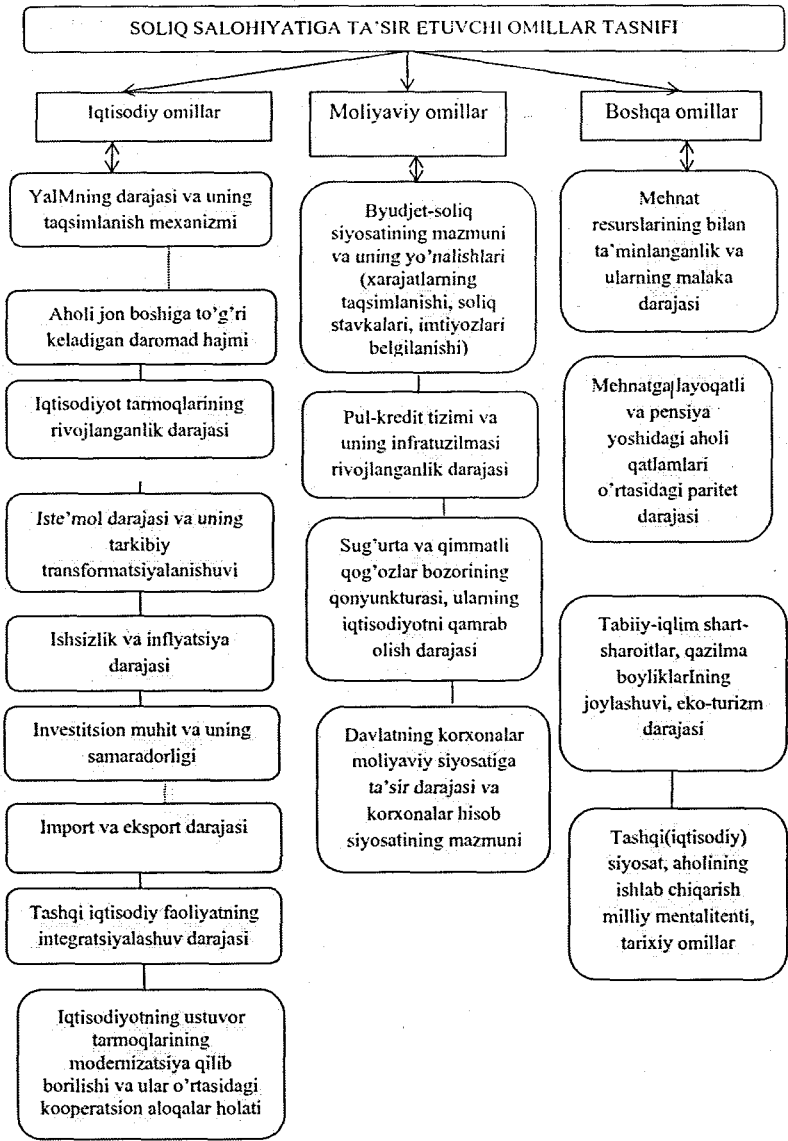 SOLIQ SALOHIYATIGA TA'SIR ETUVCHI OMILLAR TASNIFI
Iqtisodiy omillar
YalMning darajasi va uning
taqsimlanish mexanizmi
Aholi jon boshiga to'g'ri
keladigan daromad hajmi
Iqtisodiyot tarmoqlarining
rivojlanganlik darajasi
Iste'mol darajasi va uning
tarkibiy
transformatsiyalanishuvi
Ishsizlik va inflyatsiya
darajasi
Investitsion muhit va uning
samaradorligi
Import va eksport darajasi
Tashqi iqtisodiy faoliyatning
integratsiyalashuv darajasi
Iqtisodiyotning ustuvor
tarmoqlarining
modernizatsiya qilib
borilishi va ular o'rtasidagi
kooperatsion aloqalar holati
Moliyaviy omillar
Byudjet-soliq
siyosatining mazmuni
va uning yo'nalishlari
(xarajatlarning
taqsimlanishi, soliq
stavkalari, imtiyozlari
belgilanishi)
Pul-kredit tizimi va
uning infratuzilmasi
rivojlanganlik darajasi
Sug'urta va qimmatli
qog'ozlar bozorining
qonyunkturasi, ularning
iqtisodiyotni qamrab
olish darajasi
Davlatning korxonalar
moliyaviy siyosatiga
ta'sir darajasi va
korxonalar hisob
siyosatining mazmuni
Boshqa omillar
Mehnat
resurslarining bilan
ta'minlanganlik va
ularning malaka
darajasi
Mehnatga layoqatli
va pensiya
yoshidagi aholi
qatlamlari
o'rtasidagi paritet
darajasi
Tabiiy-iqlim shart-
sharoitlar, qazilma
boyliklarIning
joylashuvi, eko-turizm
darajasi
Tashqi(iqtisodiy)
siyosat, aholining
ishlab chiqarish
milliy mentalitenti,
tarixiy omillar